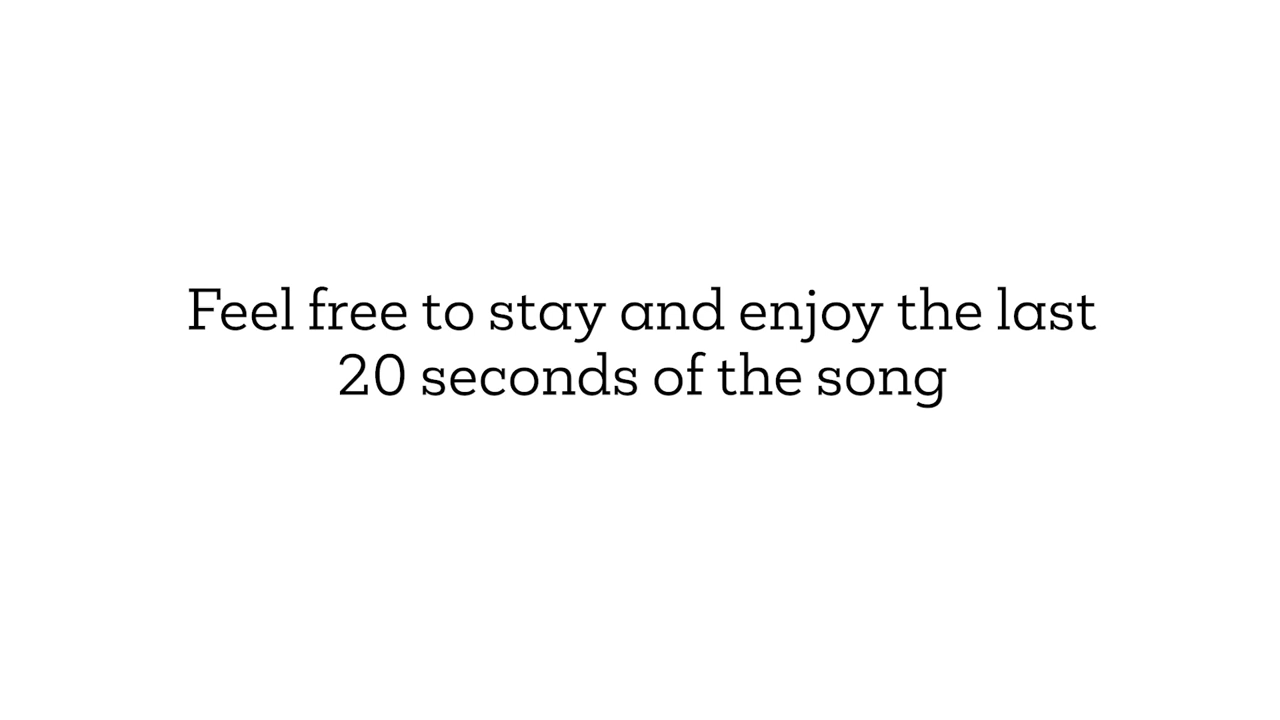 Feel free to stay and enjoy the last
20 seconds of the song